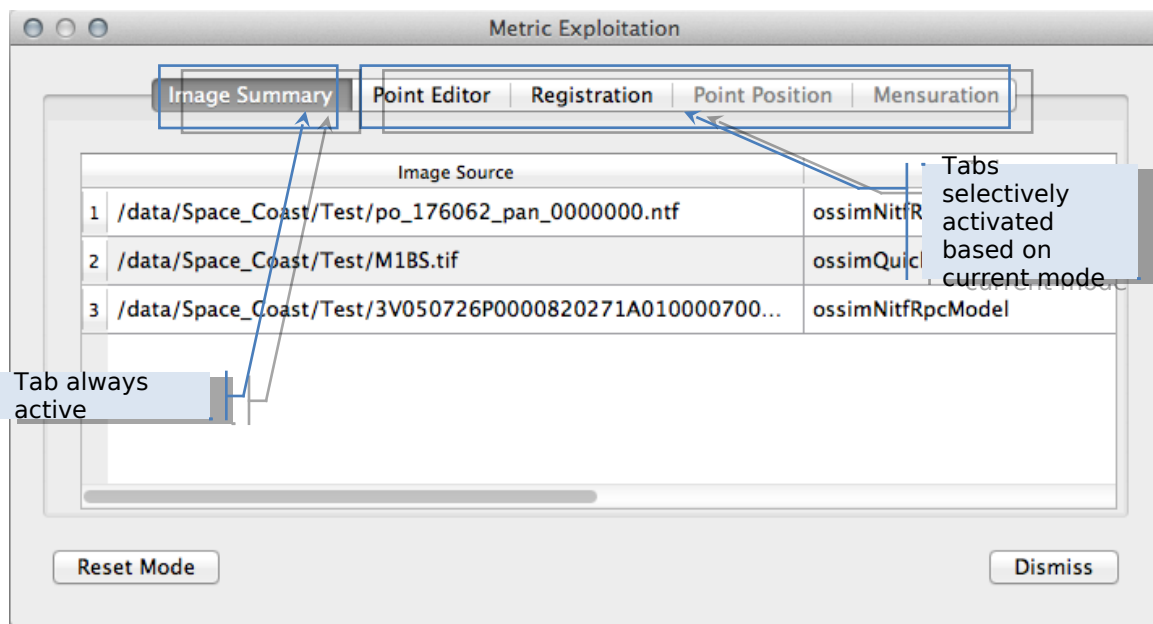 Metric Exploitation
Image Summary Point Editor Registration Point Position Mensuration
Image Source
Tabs
selectively
activated
based on
current mode
1 /data/Space_Coast/Test/po_176062_pan_0000000.ntf ossimNitfR
2 /data/Space_Coast/Test/M1BS.tif ossimQuic
3 /data/Space_Coast/Test/3V050726P0000820271A010000700... ossimNitfRpcModel
Tab always
active
Reset Mode Dismiss